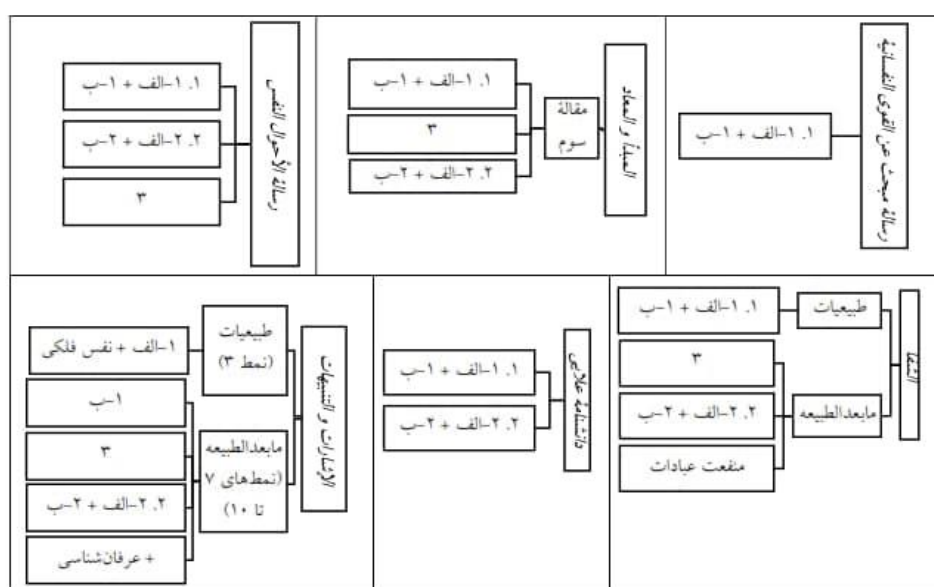 رسالة مبحث عن القوى النفسانية
۱. ۱-الف + ۱-ب
المبدأ و المعاد
مقالة
سوم
۱. ۱-الف + ۱-ب
۳
۲. ۲-الف + ۲-ب
رسالة الأحوال النفس
۱. ۱-الف + ۱-ب
۲. ۲-الف + ۲-ب
۳
الشفا
طبیعیات
۱. ۱-الف + ۱-ب
مابعدالطبیعه
۳
۲. ۲-الف + ۲-ب
منفعت عبادات
دانشنامۀ علایی
۱. ۱-الف + ۱-ب
۲. ۲-الف + ۲-ب
الإشارات و التنبیهات
طبیعیات
(نمط ۳)
۱-الف + نفس فلکی
مابعدالطبیعه
(نمط‌های ۷
تا ۱۰)
۱-ب
۳
۲. ۲-الف + ۲-ب
+ عرفان‌شناسی